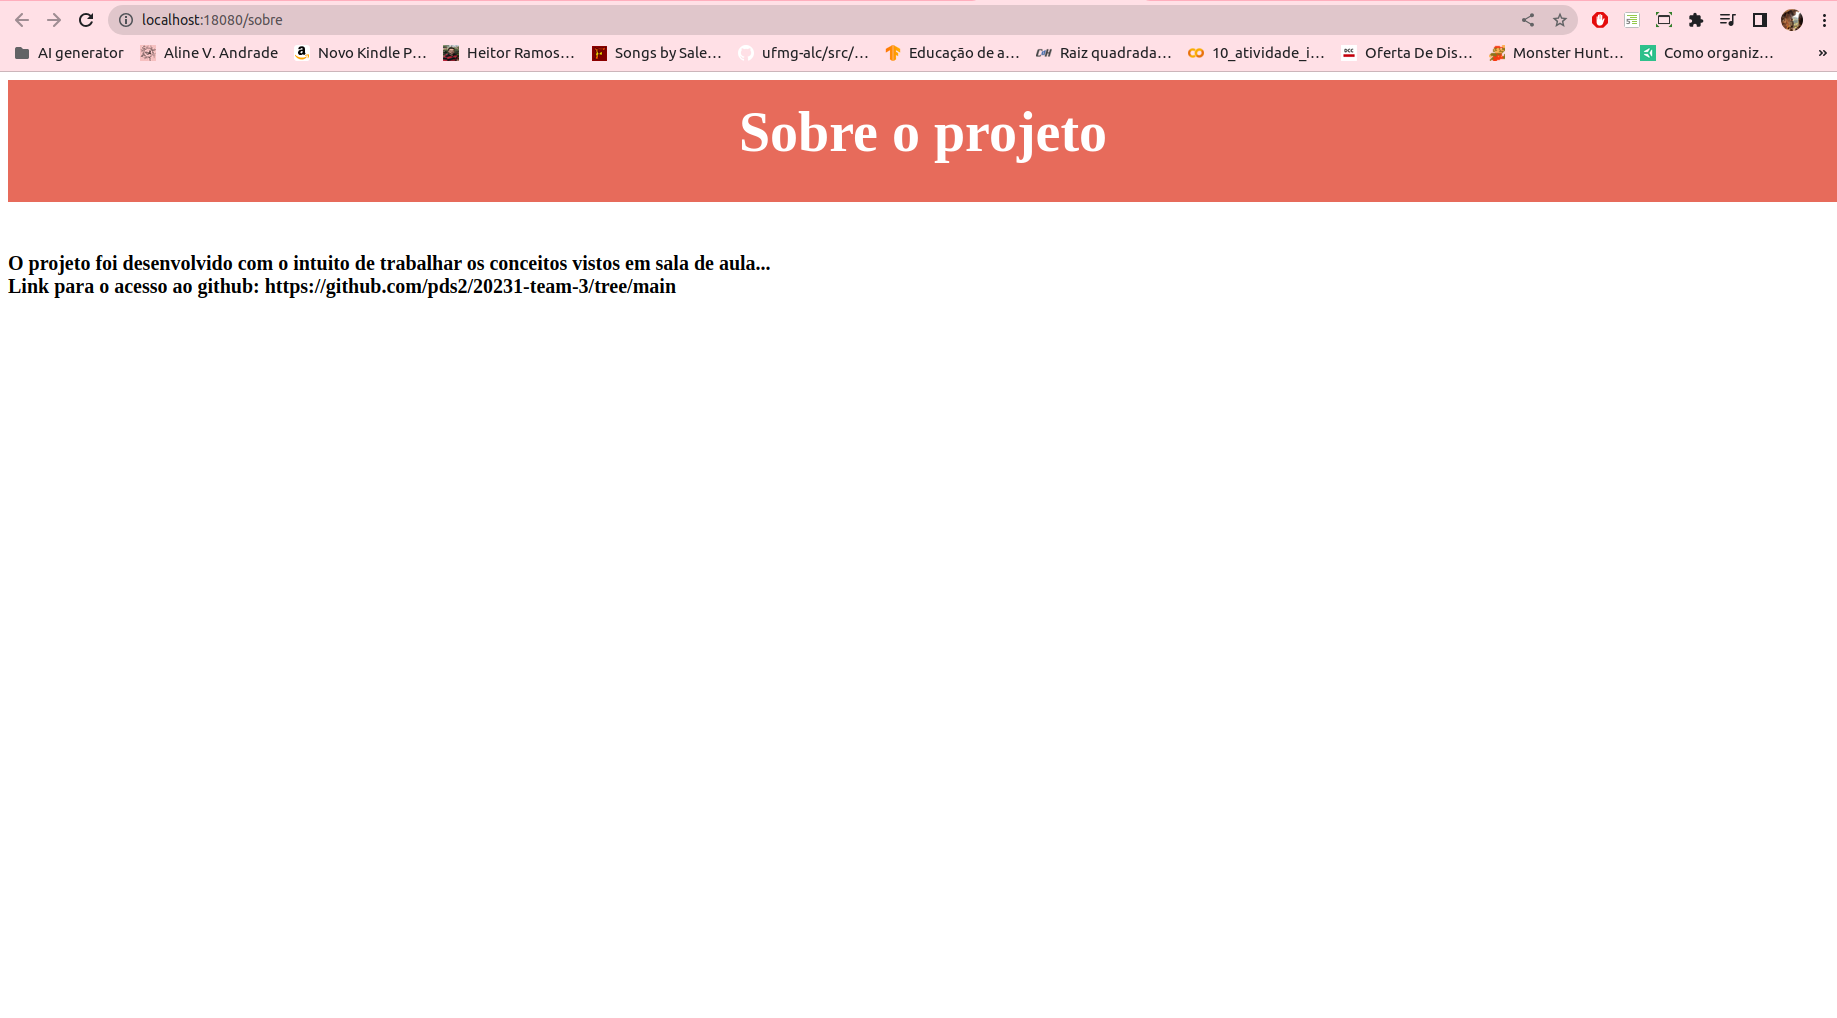 localhost:18080/sobre
AI generator Aline V. Andrade Novo Kindle P... Heitor Ramos... Songs by Sale... ufmg-alc/src/... Educação de a... Raiz quadrada... 10_atividade_i... Oferta De Dis... Monster Hunt... Como organiz... »
Sobre o projeto
O projeto foi desenvolvido com o intuito de trabalhar os conceitos vistos em sala de aula...
Link para o acesso ao github: https://github.com/pds2/20231-team-3/tree/main